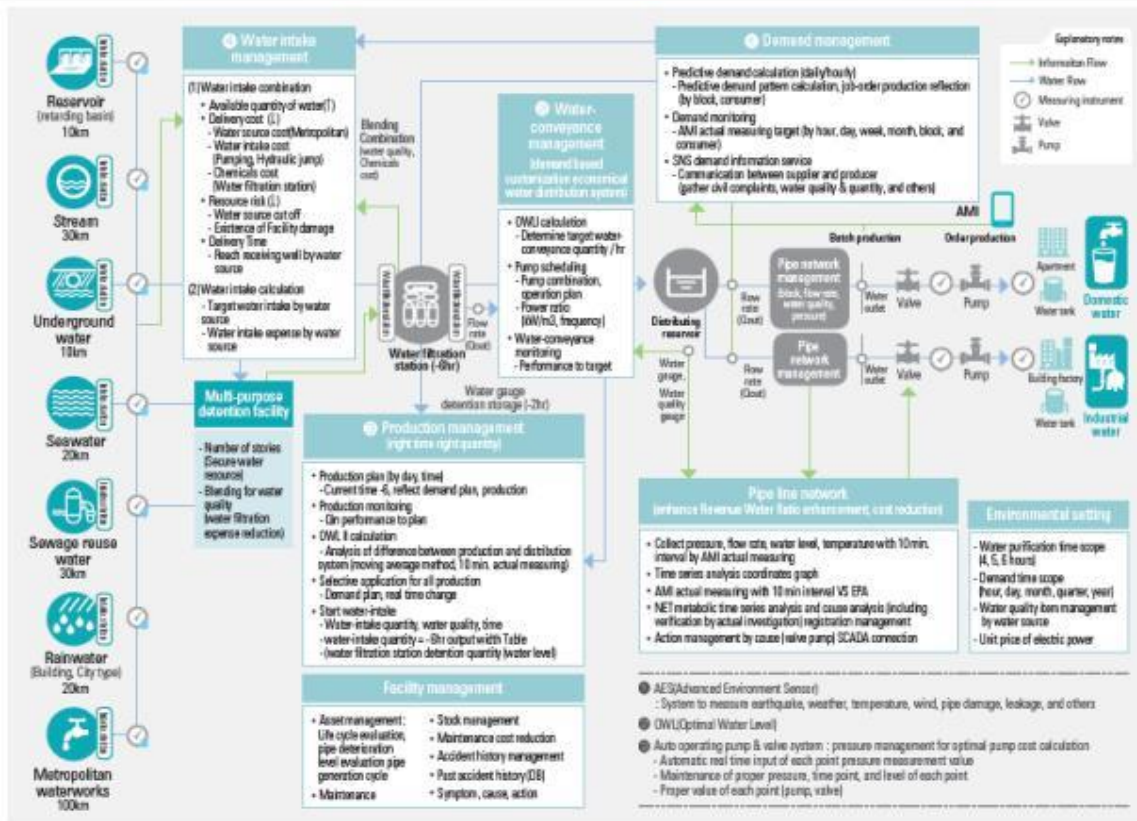 Water intake management
(1) Water intake combination
• Available quantity of water(↑)
• Delivery cost (↓)
- Water source cost(Metropolitan)
- Water intake cost
(Pumping, Hydraulic jump)
- Chemicals cost
(Water filtration station)
• Resource risk (↓)
- Water source cut off
- Existence of Facility damage
• Delivery Time
- Reach receiving well by water
source
(2) Water intake calculation
- Target water intake by water
source
- Water intake expense by water
source
Reservoir
(retarding basin)
10km
Stream
30km
Underground
water
10km
Seawater
20km
Sewage reuse
water
30km
Rainwater
(Building, City type)
20km
Metropolitan
waterworks
100km
Multi-purpose
detention facility
- Number of stories
(Secure water
resource)
- Blending for water
quality
(water filtration
expense reduction)
Blending
Combination
(water quality,
Chemicals
cost)
Water filtration
station (-6hr)
Flow
rate
(Qout)
Water gauge
detention storage (-2hr)
Water-
conveyance
management
(demand based
customization economical
water distribution system)
• OWLI calculation
- Determine target water-
conveyance quantity /hr
• Pump scheduling
- Pump combination,
operation plan
- Power ratio
(kW/m3, frequency)
• Water-conveyance
monitoring
- Performance to target
Demand management
• Predictive demand calculation (daily/hourly)
- Predictive demand pattern calculation, job-order production reflection
(by block, consumer)
• Demand monitoring
- AMI actual measuring target (by hour, day, week, month, block, and
consumer)
• SNS demand information service
- Communication between supplier and producer
(gather civil complaints, water quality & quantity, and others)
Explanatory notes
Information Flow
Water Flow
Measuring instrument
Valve
Pump
AMI
Batch production
Order production
Distributing
reservoir
Flow
rate
(Qout)
Pipe network
management
block, flow rate,
water quality,
pressure)
Water
outlet
Valve
Pump
Apartment
Water tank
Domestic
water
Flow
rate
(Qout)
Pipe
network
management
Water
outlet
Valve
Pump
Building factory
Water tank
Industrial
water
Water
gauge,
Water
quality
gauge
Production management
(right time right quantity)
• Production plan (by day, time)
- Current time -6, reflect demand plan, production
• Production monitoring
- Qin performance to plan
• OWL II calculation
- Analysis of difference between production and distribution
system (moving average method, 10 min. actual measuring)
• Selective application for all production
- Demand plan, real time change
• Start water-intake
- Water-intake quantity, water quality, time
- water-intake quantity = -6hr output width Table
- (water filtration station detention quantity (water level)
Facility management
• Asset management :
Life cycle evaluation,
pipe deterioration
level evaluation pipe
generation cycle
• Maintenance
• Stock management
• Maintenance cost reduction
• Accident history management
• Past accident history (DB)
• Symptom, cause, action
Pipe line network
(enhance Revenue Water Ratio enhancement, cost reduction)
• Collect pressure, flow rate, water level, temperature with 10 min.
interval by AMI actual measuring
• Time series analysis coordinates graph
• AMI actual measuring with 10 min interval VS EPA
• NET metabolic time series analysis and cause analysis (including
verification by actual investigation) registration management
• Action management by cause (valve pump) SCADA connection
Environmental setting
- Water purification time scope
(4, 5, 6 hours)
- Demand time scope
(hour, day, month, quarter, year)
- Water quality item management
by water source
- Unit price of electric power
AES(Advanced Environment Sensor)
: System to measure earthquake, weather, temperature, wind, pipe damage, leakage, and others
OWL(Optimal Water Level)
Auto operating pump & valve system : pressure management for optimal pump cost calculation
- Automatic real time input of each point pressure measurement value
- Maintenance of proper pressure, time point, and level of each point
- Proper value of each point (pump, valve)